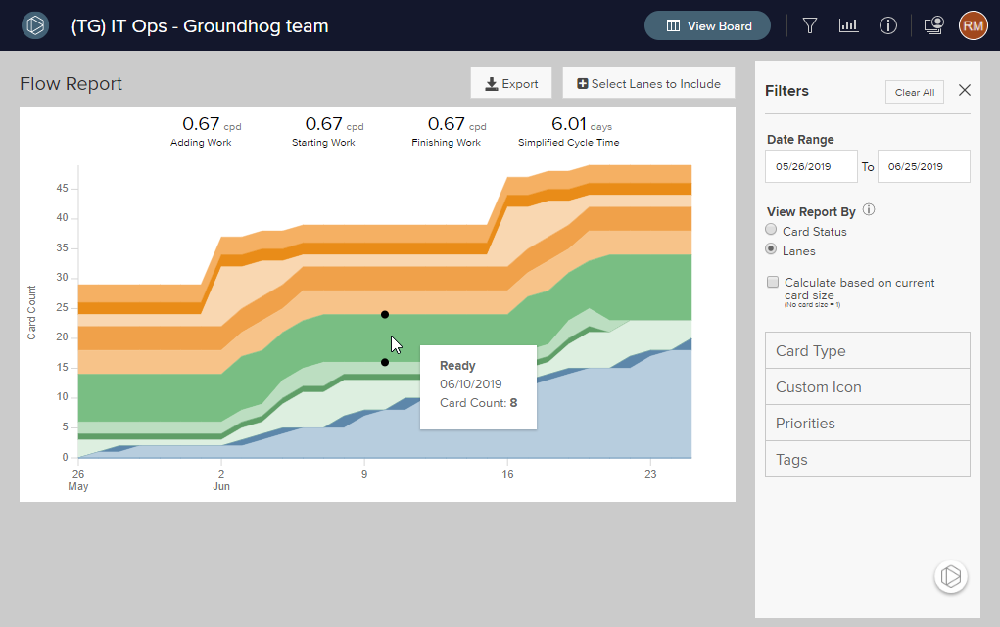 (TG) IT Ops - Groundhog team
View Board
RM
Flow Report
Export
Select Lanes to Include
0.67 cpd
Adding Work
0.67 cpd
Starting Work
0.67 cpd
Finishing Work
6.01 days
Simplified Cycle Time
Card Count
45
40
35
30
25
20
15
10
5
0
26
May
2
Jun
9
16
23
Ready
06/10/2019
Card Count: 8
Filters
Clear All
Date Range
05/26/2019 To 06/25/2019
View Report By
Card Status
Lanes
Calculate based on current
card size
(No card size = 1)
Card Type
Custom Icon
Priorities
Tags